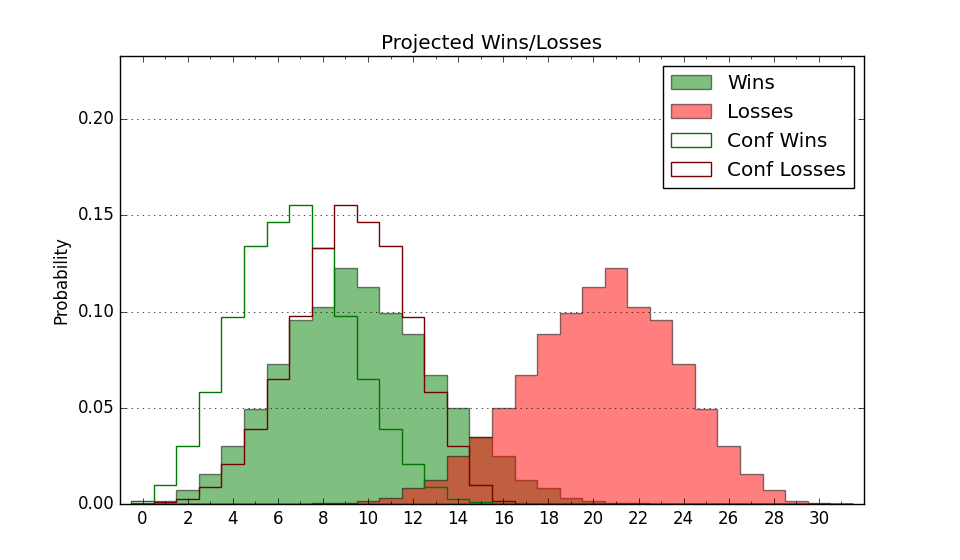 Projected Wins/Losses
Wins
Losses
Conf Wins
Conf Losses
Probability
0.20
0.15
0.10
0.05
0.00
0 2 4 6 8 10 12 14 16 18 20 22 24 26 28 30